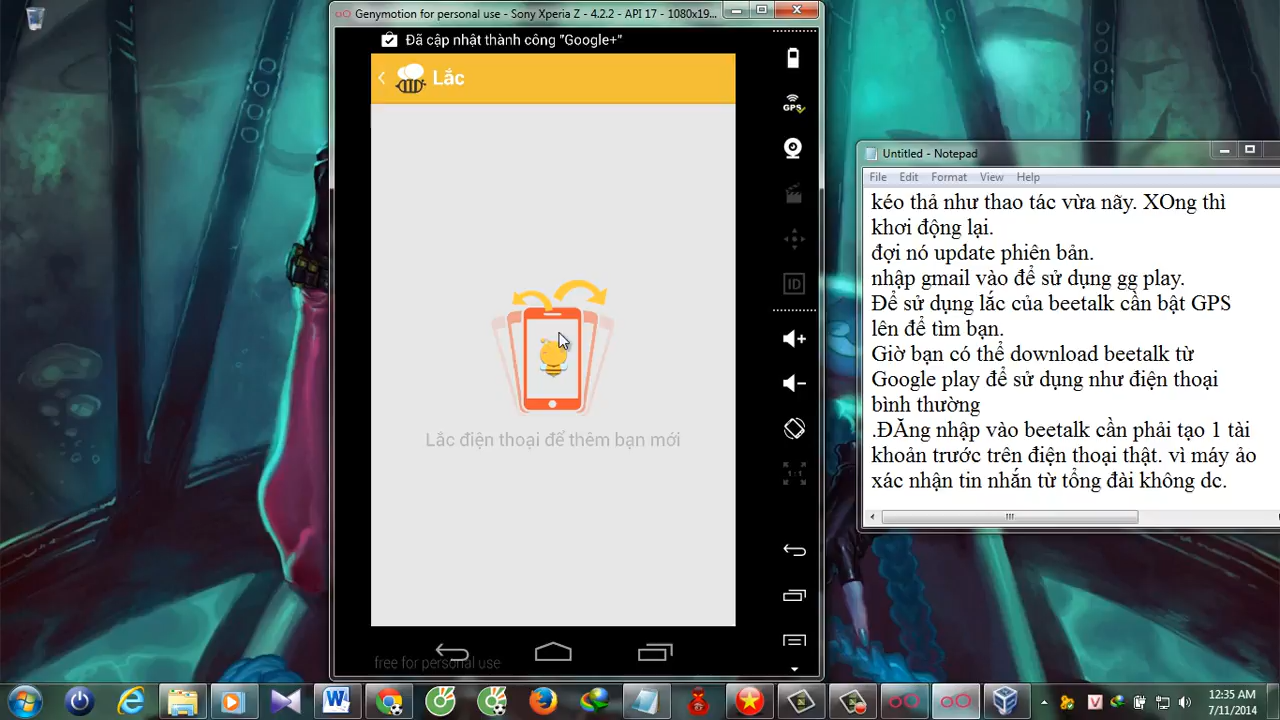 Genymotion for personal use - Sony Xperia Z - 4.2.2 - API 17 - 1080x19...
Đã cập nhật thành công "Google+"
Lắc
GPS
ID
1:1
Lắc điện thoại để thêm bạn mới
free for personal use
Untitled - Notepad
File Edit Format View Help
kéo thả như thao tác vừa nãy. XOng thì
khơi động lại.
đợi nó update phiên bản.
nhập gmail vào để sử dụng gg play.
Để sử dụng lắc của beetalk cần bật GPS
lên để tìm bạn.
Giờ bạn có thể download beetalk từ
Google play để sử dụng như điện thoại
bình thường
.ĐĂng nhập vào beetalk cần phải tạo 1 tài
khoản trước trên điện thoại thật. vì máy ảo
xác nhận tin nhắn từ tổng đài không dc.
12:35 AM
7/11/2014